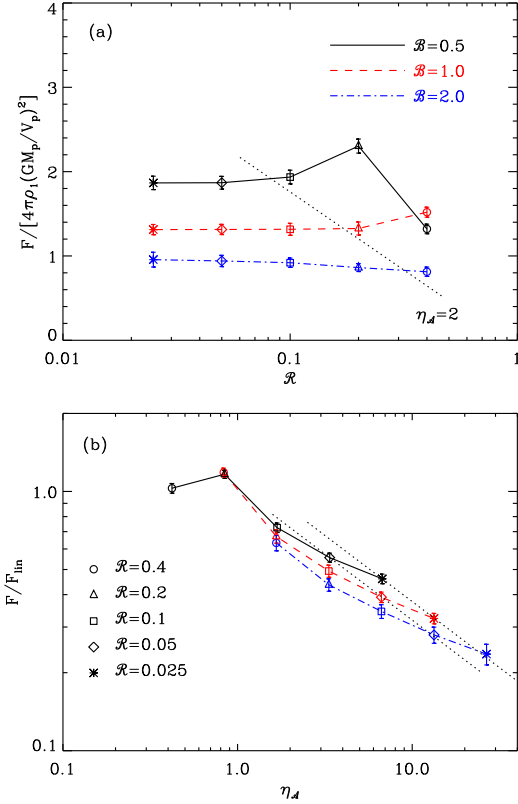 (a)
ℬ=0.5
ℬ=1.0
ℬ=2.0
F/[4πρ₁(GMₚ/Vₚ)²]
4
3
2
1
0
η𝒜=2
0.01
0.1
1
ℛ
(b)
F/Fₗᵢₙ
1.0
0.1
ℛ=0.4
ℛ=0.2
ℛ=0.1
ℛ=0.05
ℛ=0.025
0.1
1.0
10.0
η𝒜